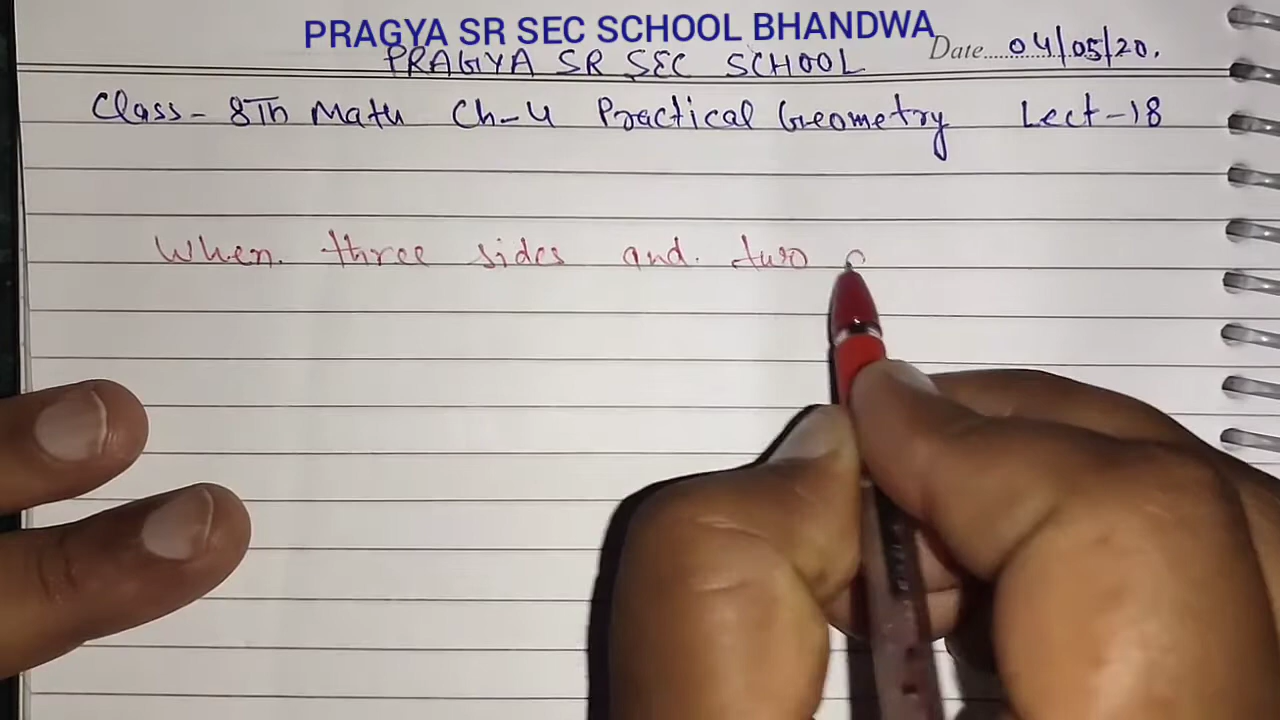 PRAGYA SR SEC SCHOOL BHANDWA
PRAGYA SR SEC SCHOOL
Date 04/05/20.
Class- 8Th Math Ch-4 Practical Geometry Lect-18
When three sides and two